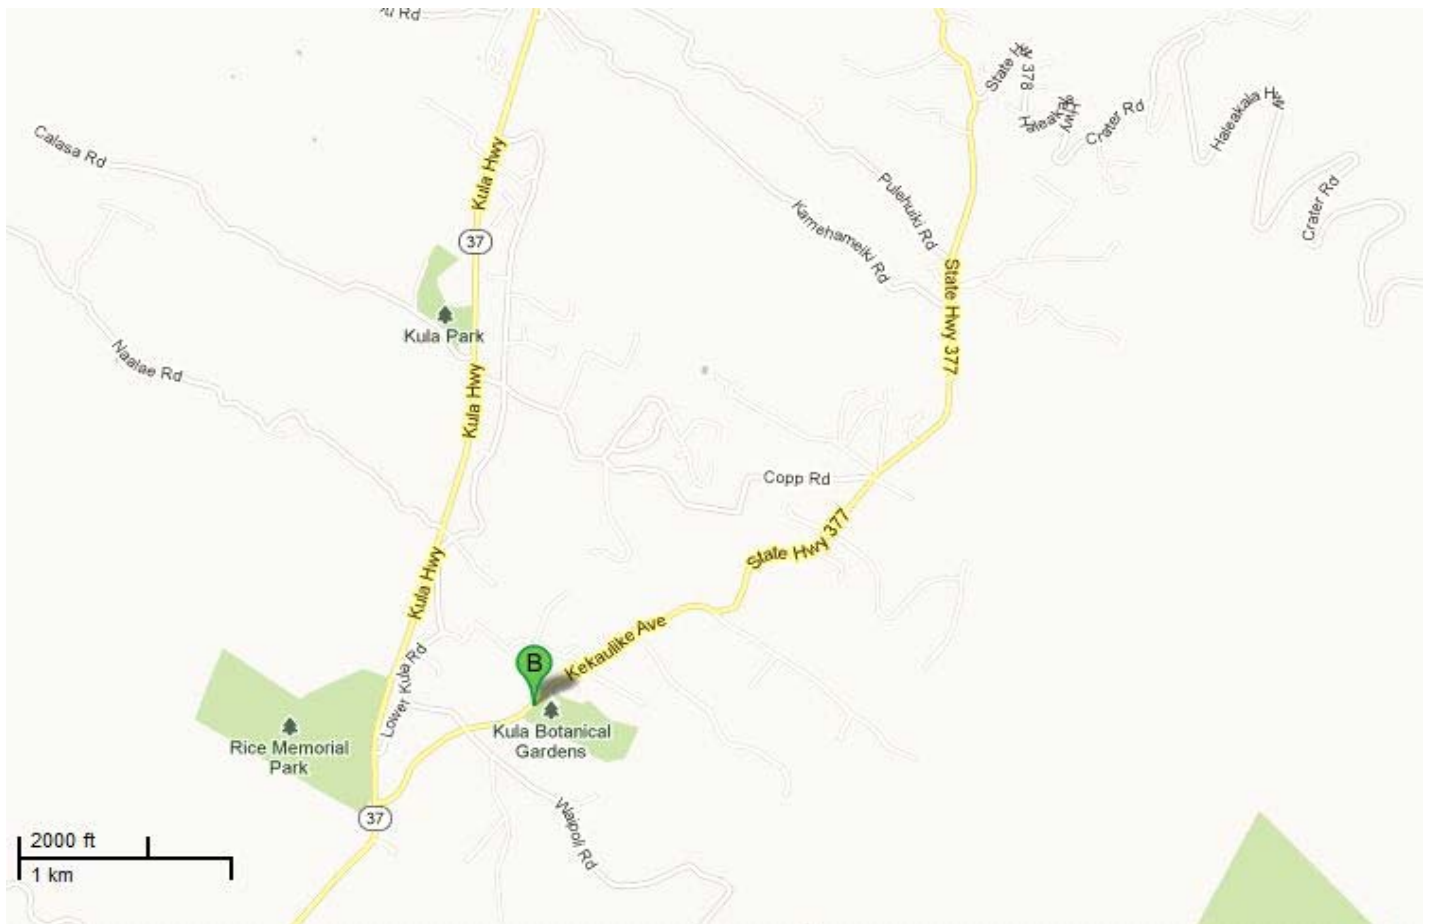 State Hwy 378
Haleakala Hwy
Crater Rd
Haleakala Hwy
Calasa Rd
Kula Hwy
Pulehuiki Rd
Kamehameiki Rd
Crater Rd
37
State Hwy 377
Kula Park
Naalae Rd
Kula Hwy
Copp Rd
State Hwy 377
Kula Hwy
Kekaulike Ave
Lower Kula Rd
B
Rice Memorial
Park
Kula Botanical
Gardens
37
Waipoli Rd
2000 ft
1 km